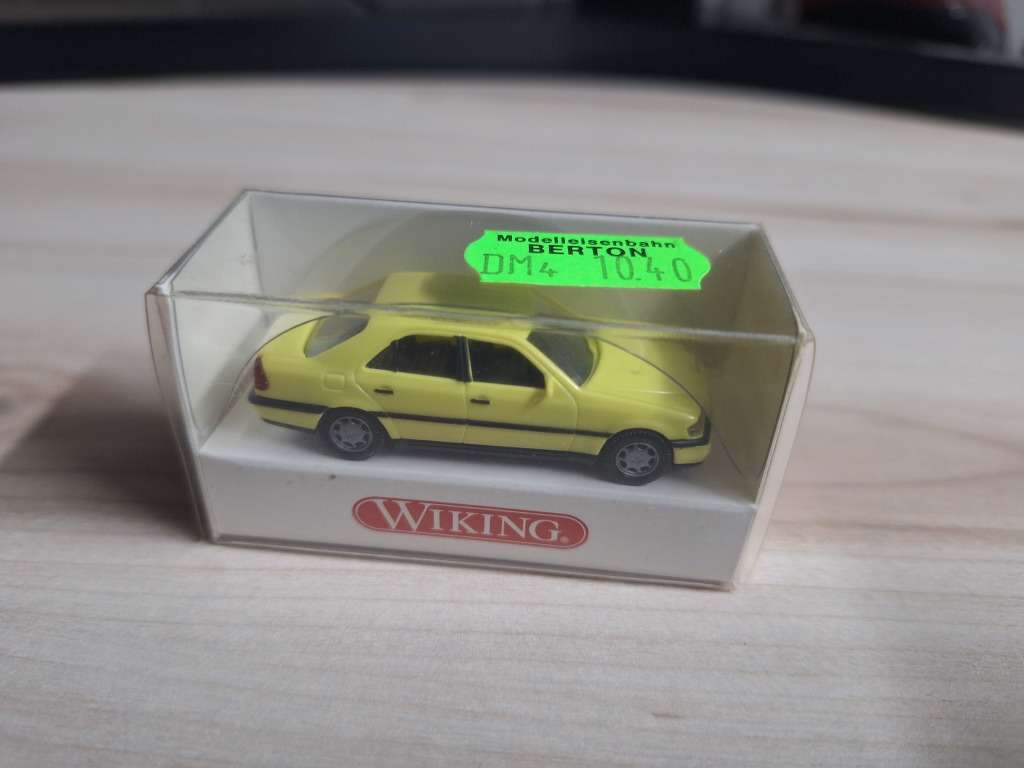 Modelleisenbahn
BERTON
DM4 10.40
WIKING®